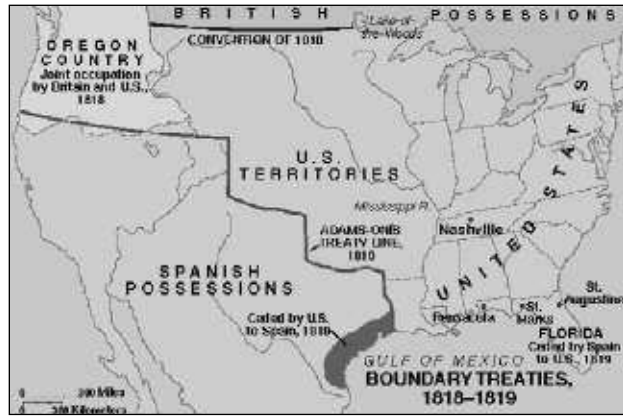 BRITISH POSSESSIONS
Lake-of-
the-Woods
OREGON
COUNTRY
Joint occupation
by Britain and U.S.,
1818
CONVENTION OF 1818
U.S.
TERRITORIES
Mississippi R.
ADAMS-ONIS
TREATY LINE,
1819
Nashville
UNITED STATES
SPANISH
POSSESSIONS
Ceded by U.S.
to Spain, 1819
Pensacola
St.
Marks
St.
Augustine
FLORIDA
Ceded by Spain
to U.S., 1819
GULF OF MEXICO
BOUNDARY TREATIES,
1818–1819
0 300 Miles
0 300 Kilometers